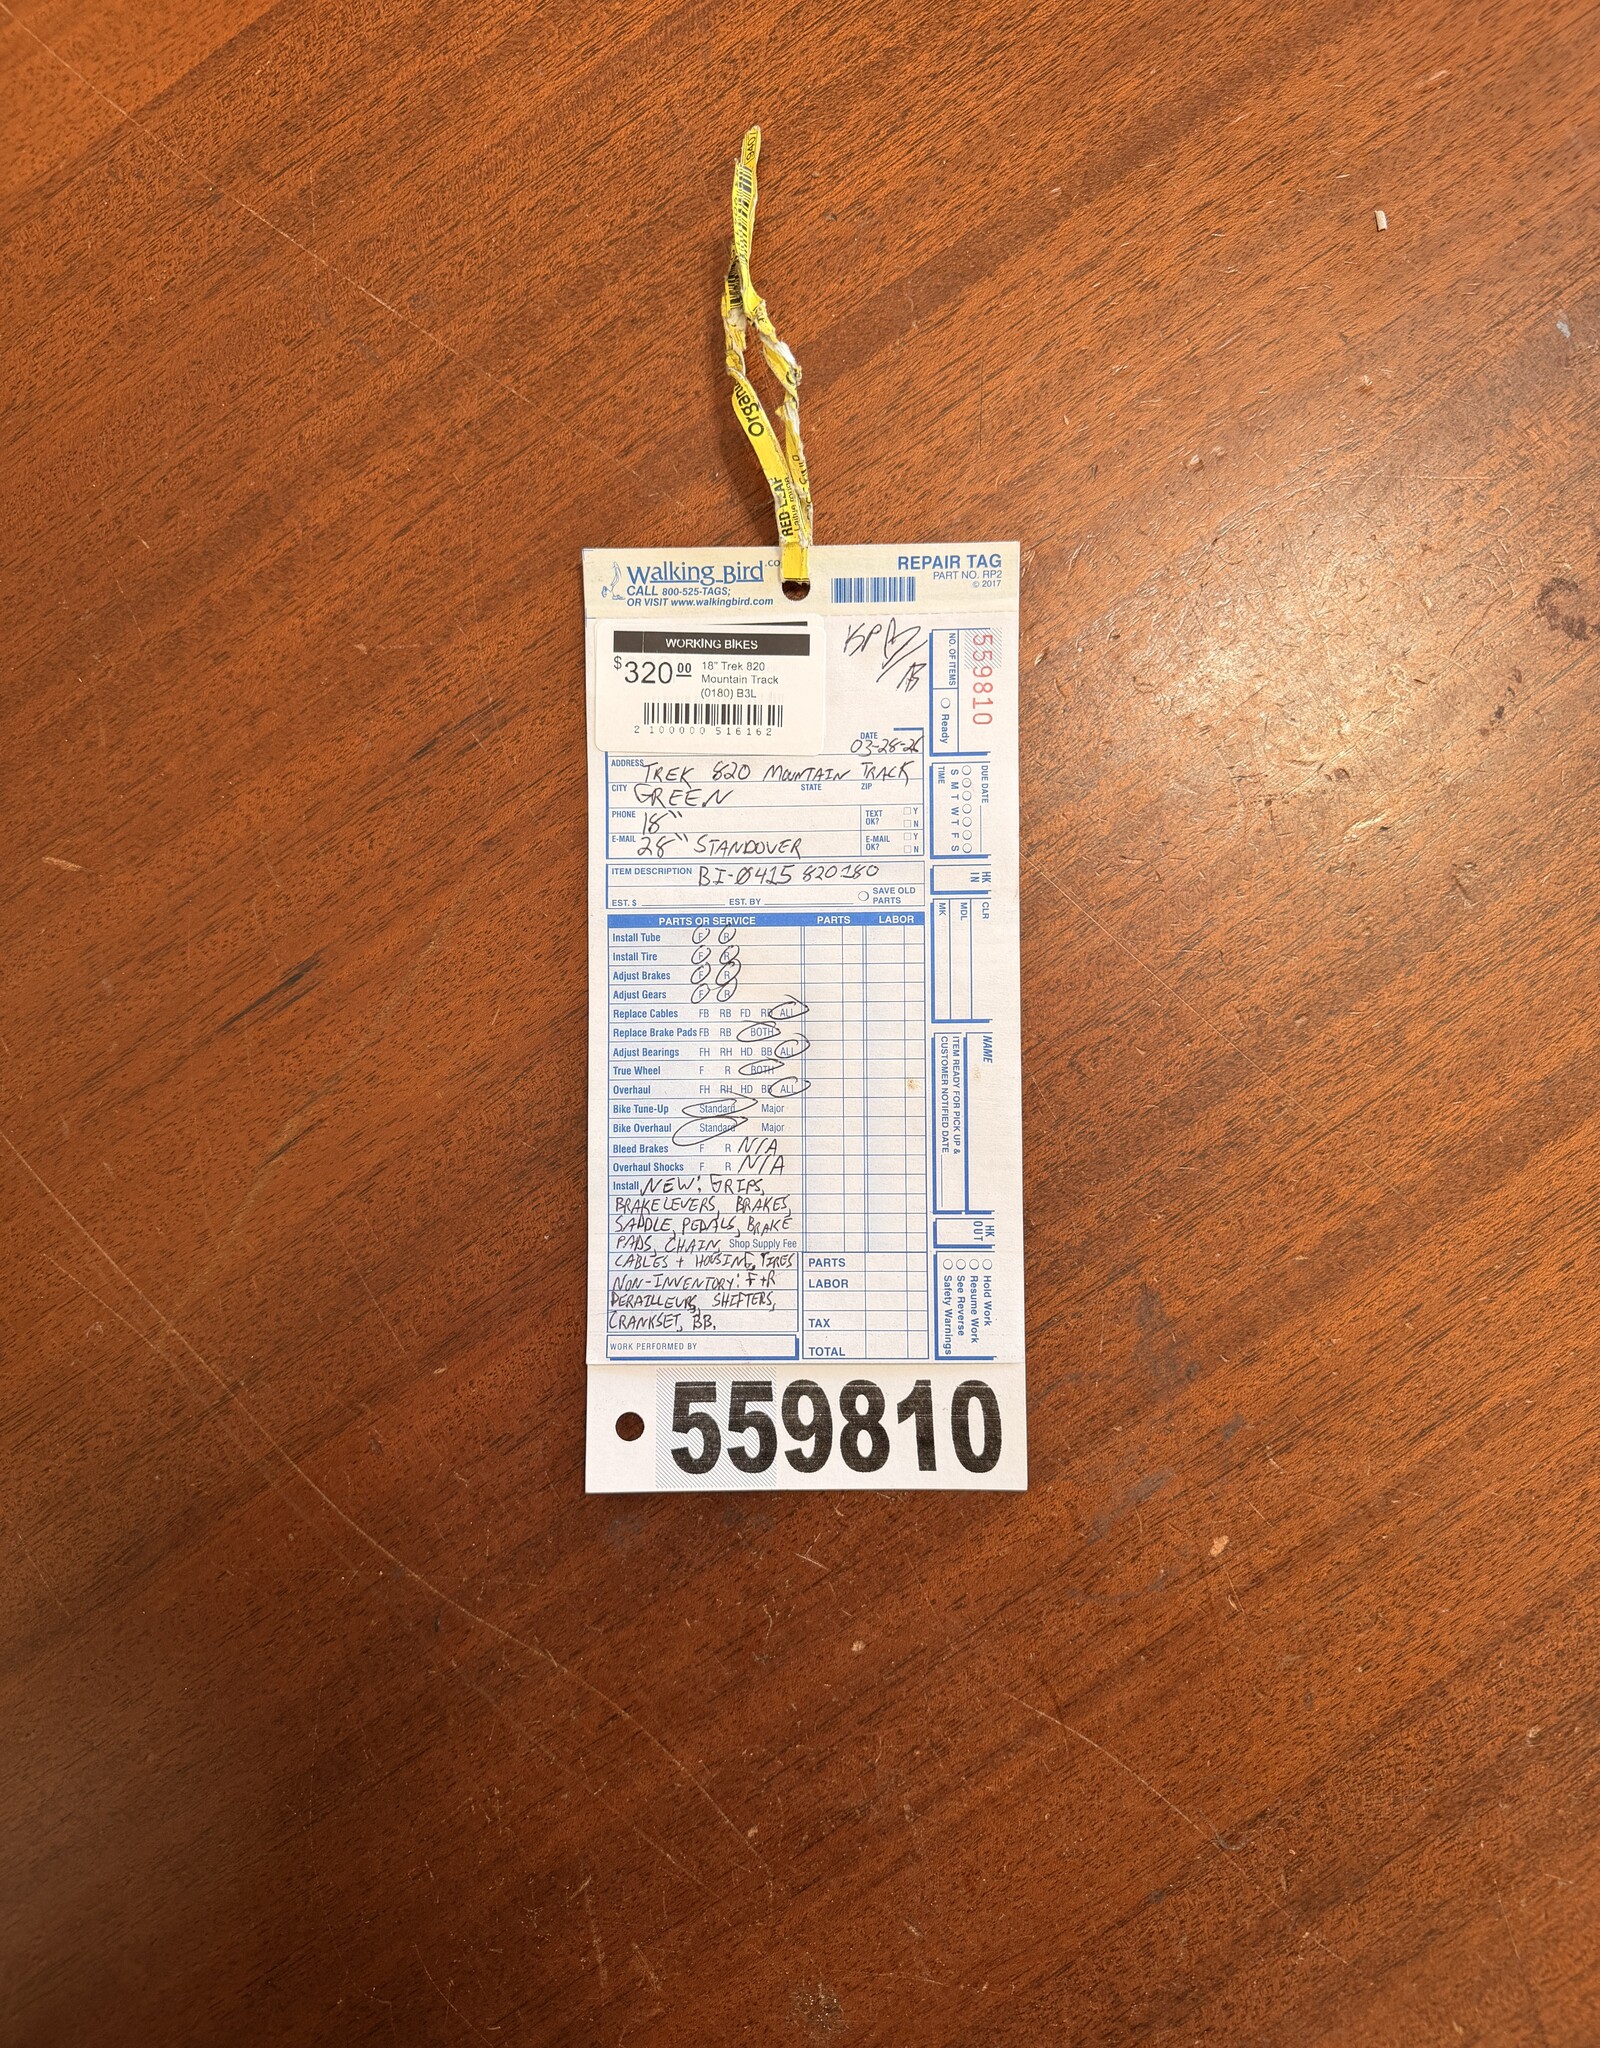 Organ
RED LEAF
Walking Bird .co
CALL 800-525-TAGS;
OR VISIT www.walkingbird.com
REPAIR TAG
PART NO. RP2
© 2017
WORKING BIKES
$320.00 18" Trek 820
Mountain Track
(0180) B3L
2 100000 516162
559810
NO. OF ITEMS
Ready
DATE
03-28-26
ADDRESS TREK 820 MOUNTAIN TRACK
CITY GREEN STATE ZIP
PHONE 18" TEXT OK? Y N
E-MAIL 28" STANDOVER E-MAIL OK? Y N
ITEM DESCRIPTION BI-0415 820180
EST. $ EST. BY SAVE OLD PARTS
DUE DATE
S M T W T F S
TIME
HK IN
CLR
MDL
MK
NAME
ITEM READY FOR PICK UP &
CUSTOMER NOTIFIED DATE
HK OUT
Hold Work
Resume Work
See Reverse
Safety Warnings
PARTS OR SERVICE PARTS LABOR
Install Tube F R
Install Tire F R
Adjust Brakes F R
Adjust Gears F R
Replace Cables FB RB FD RD ALL
Replace Brake Pads FB RB BOTH
Adjust Bearings FH RH HD BB ALL
True Wheel F R BOTH
Overhaul FH RH HD BB ALL
Bike Tune-Up Standard Major
Bike Overhaul Standard Major
Bleed Brakes F R N/A
Overhaul Shocks F R N/A
Install NEW: GRIPS,
BRAKE LEVERS, BRAKES,
SADDLE, PEDALS, BRAKE
PADS, CHAIN, Shop Supply Fee
CABLES + HOUSING, TIRES
NON-INVENTORY: F+R
DERAILLEURS, SHIFTERS,
CRANKSET, BB.
PARTS
LABOR
TAX
TOTAL
WORK PERFORMED BY
559810